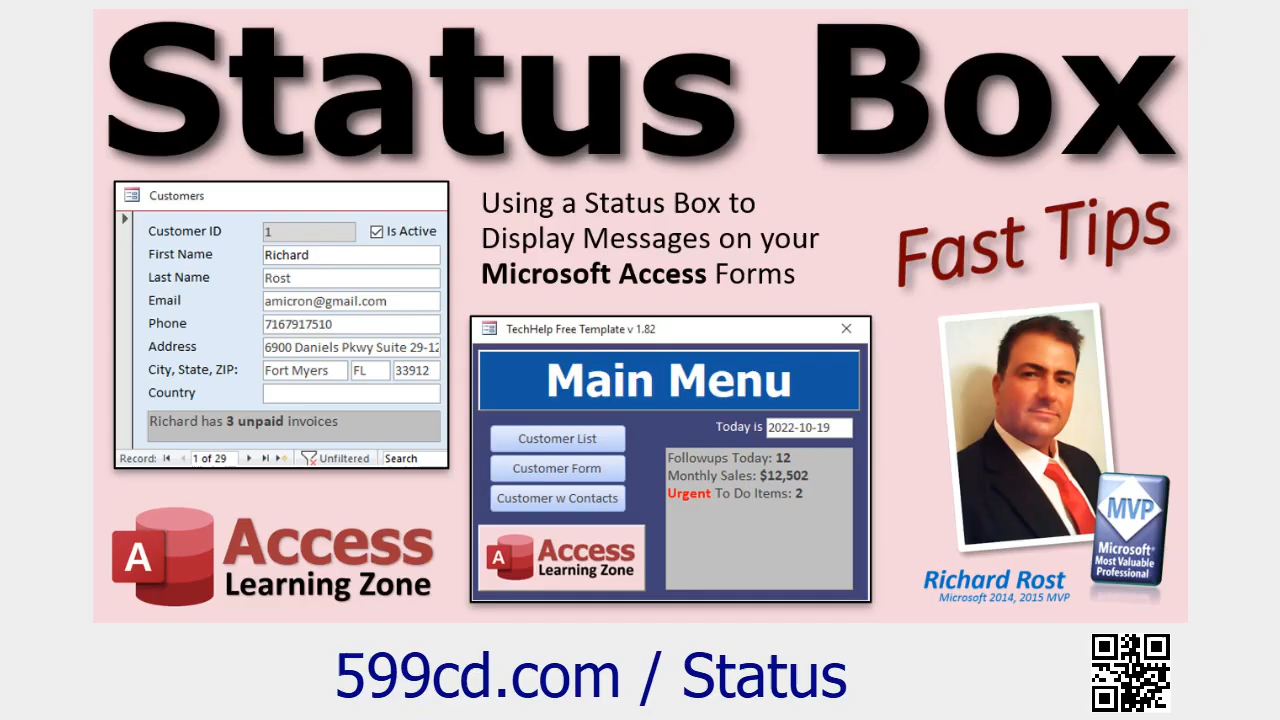 Status Box
Customers
Customer ID 1 Is Active
First Name Richard
Last Name Rost
Email amicron@gmail.com
Phone 7167917510
Address 6900 Daniels Pkwy Suite 29-12
City, State, ZIP: Fort Myers FL 33912
Country
Richard has 3 unpaid invoices
Record: 1 of 29 Unfiltered Search
Using a Status Box to
Display Messages on your
Microsoft Access Forms
Fast Tips
TechHelp Free Template v 1.82
Main Menu
Today is 2022-10-19
Customer List
Customer Form
Customer w Contacts
Followups Today: 12
Monthly Sales: $12,502
Urgent To Do Items: 2
A Access
Learning Zone
A Access
Learning Zone
MVP
Microsoft®
Most Valuable
Professional
Richard Rost
Microsoft 2014, 2015 MVP
599cd.com / Status